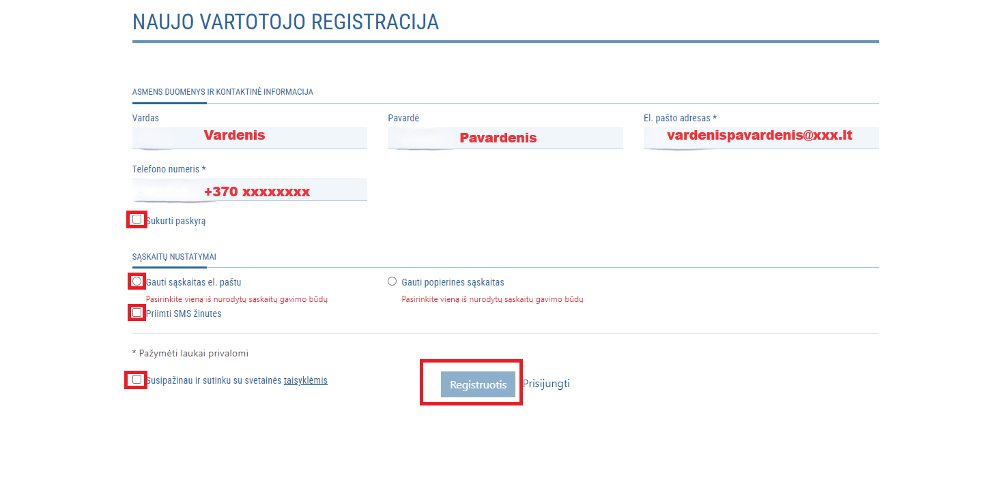 NAUJO VARTOTOJO REGISTRACIJA
ASMENS DUOMENYS IR KONTAKTINĖ INFORMACIJA
Vardas Pavardė El. pašto adresas *
Vardenis Pavardenis vardenispavardenis@xxx.lt
Telefono numeris *
+370 xxxxxxxx
Sukurti paskyrą
SĄSKAITŲ NUSTATYMAI
Gauti sąskaitas el. paštu Gauti popierines sąskaitas
Pasirinkite vieną iš nurodytų sąskaitų gavimo būdų Pasirinkite vieną iš nurodytų sąskaitų gavimo būdų
Priimti SMS žinutes
* Pažymėti laukai privalomi
Susipažinau ir sutinku su svetainės taisyklėmis Registruotis Prisijungti